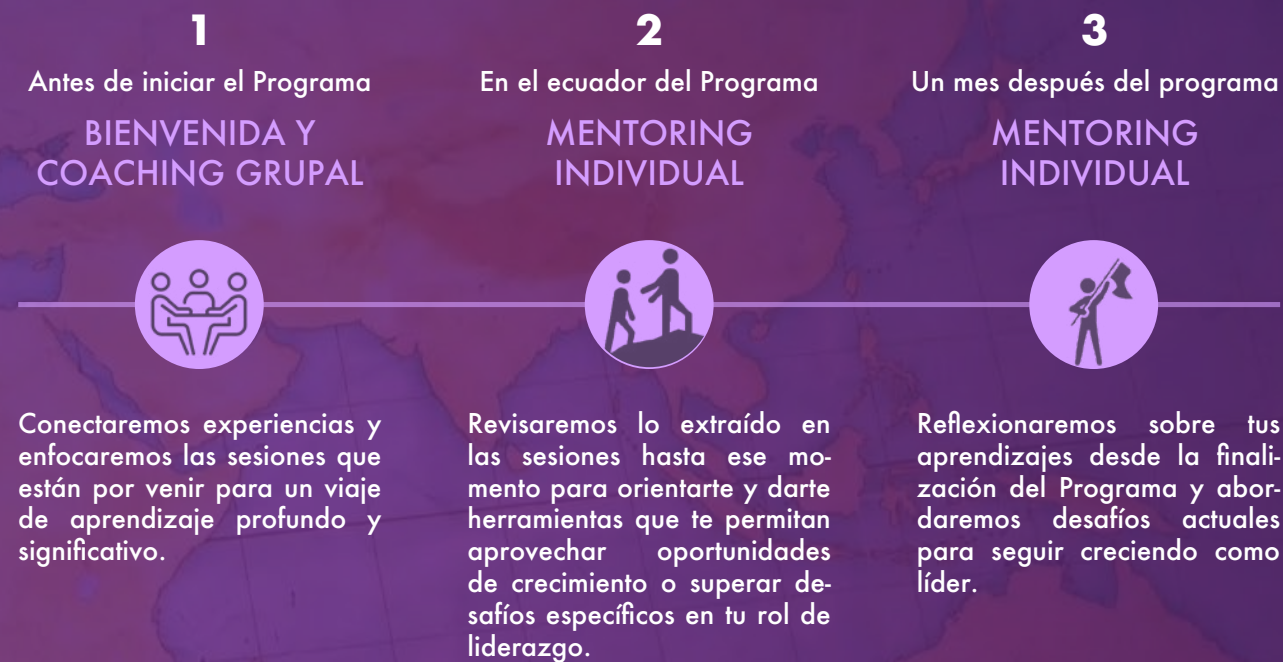 1
Antes de iniciar el Programa
BIENVENIDA Y
COACHING GRUPAL
Conectaremos experiencias y
enfocaremos las sesiones que
están por venir para un viaje
de aprendizaje profundo y
significativo.
2
En el ecuador del Programa
MENTORING
INDIVIDUAL
Revisaremos lo extraído en
las sesiones hasta ese mo-
mento para orientarte y darte
herramientas que te permitan
aprovechar oportunidades
de crecimiento o superar de-
safíos específicos en tu rol de
liderazgo.
3
Un mes después del programa
MENTORING
INDIVIDUAL
Reflexionaremos sobre tus
aprendizajes desde la finali-
zación del Programa y abor-
daremos desafíos actuales
para seguir creciendo como
líder.